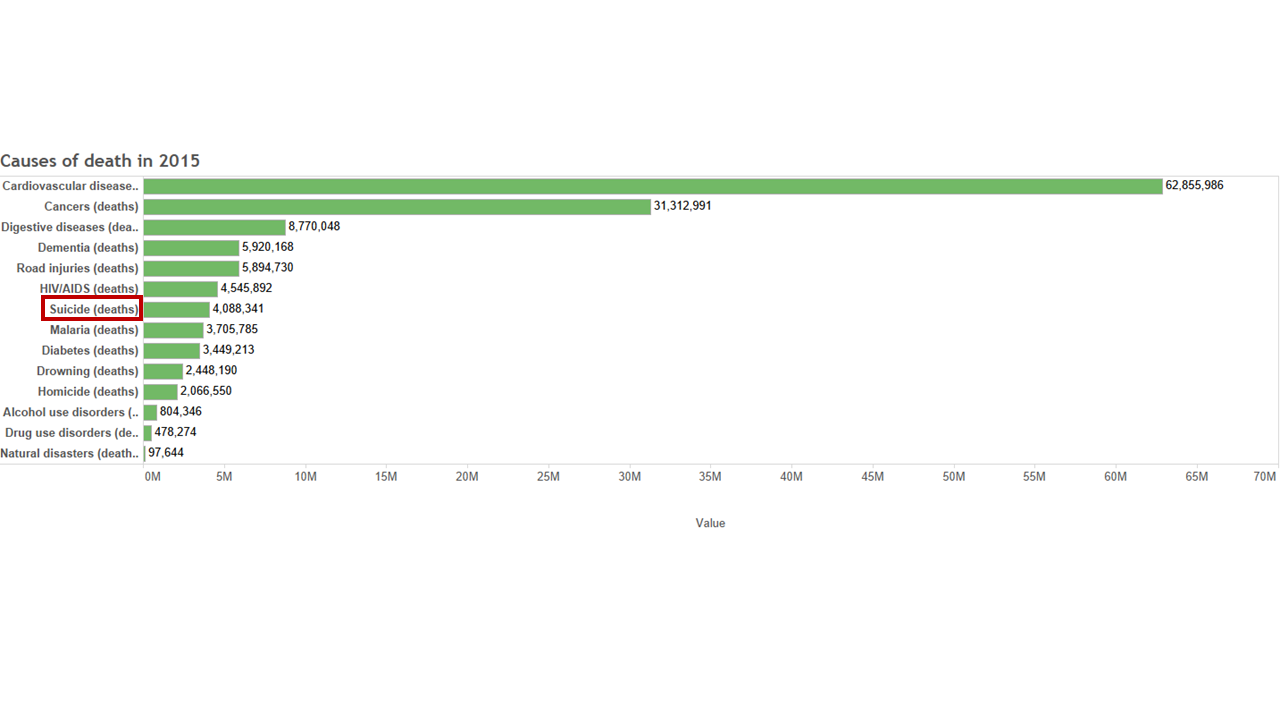 Causes of death in 2015
Cardiovascular disease.. 62,855,986
Cancers (deaths) 31,312,991
Digestive diseases (dea.. 8,770,048
Dementia (deaths) 5,920,168
Road injuries (deaths) 5,894,730
HIV/AIDS (deaths) 4,545,892
Suicide (deaths) 4,088,341
Malaria (deaths) 3,705,785
Diabetes (deaths) 3,449,213
Drowning (deaths) 2,448,190
Homicide (deaths) 2,066,550
Alcohol use disorders (.. 804,346
Drug use disorders (de.. 478,274
Natural disasters (death.. 97,644
0M 5M 10M 15M 20M 25M 30M 35M 40M 45M 50M 55M 60M 65M 70M
Value